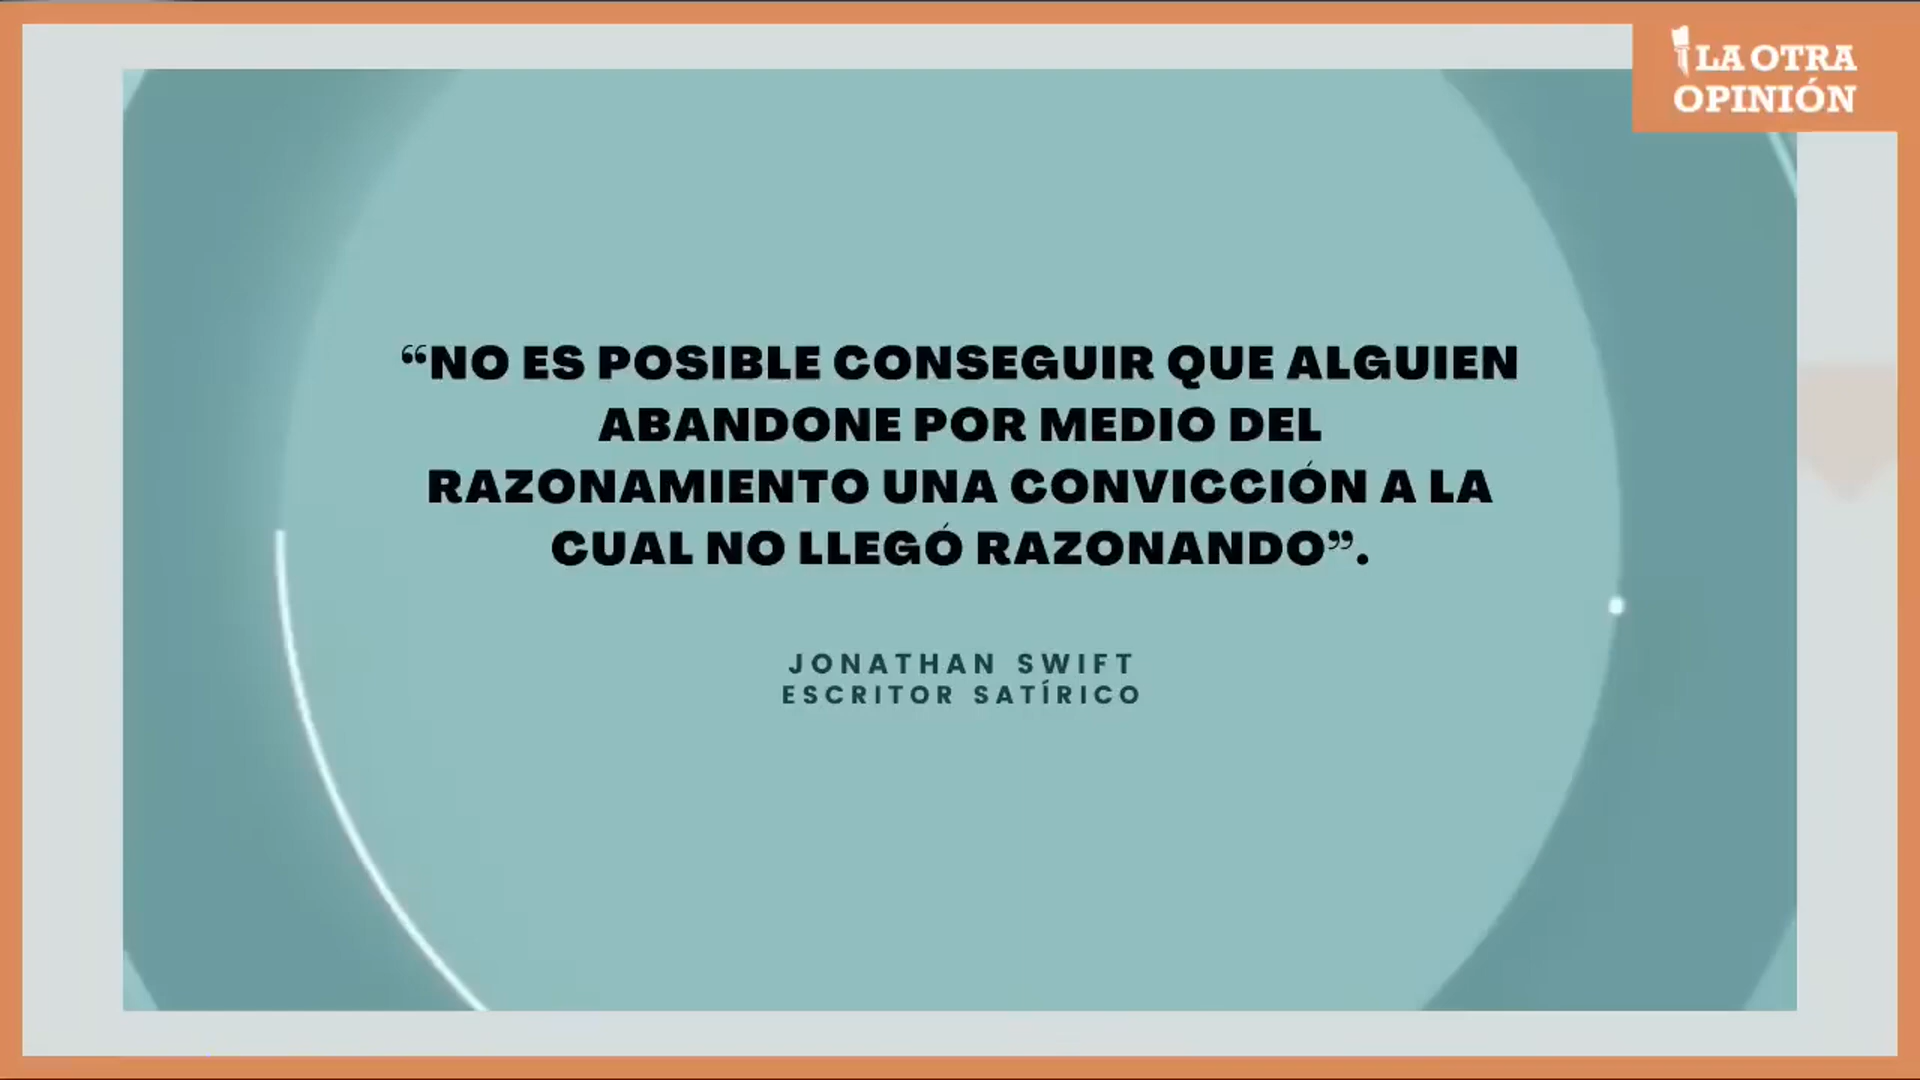 LA OTRA
OPINIÓN
“NO ES POSIBLE CONSEGUIR QUE ALGUIEN
ABANDONE POR MEDIO DEL
RAZONAMIENTO UNA CONVICCIÓN A LA
CUAL NO LLEGÓ RAZONANDO”.
JONATHAN SWIFT
ESCRITOR SATÍRICO